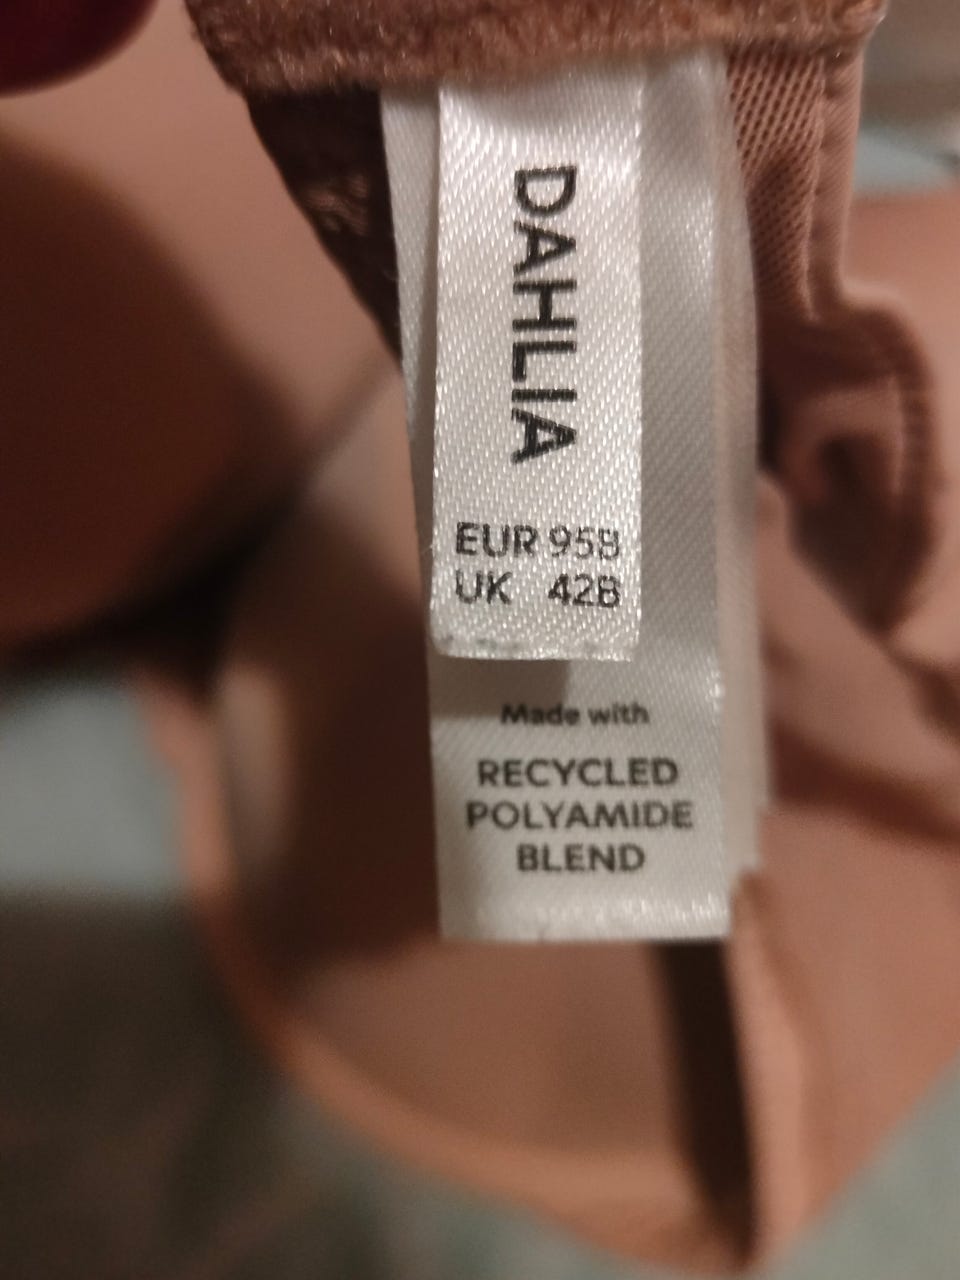 DAHLIA
EUR 95B
UK 42B
Made with
RECYCLED
POLYAMIDE
BLEND